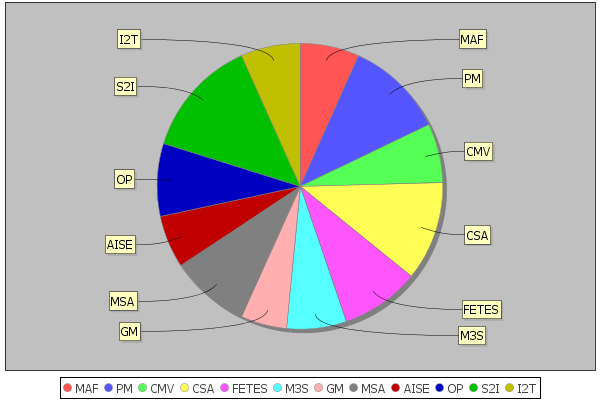 I2T
MAF
PM
S2I
CMV
OP
CSA
AISE
MSA
FETES
GM
M3S
MAF PM CMV CSA FETES M3S GM MSA AISE OP S2I I2T